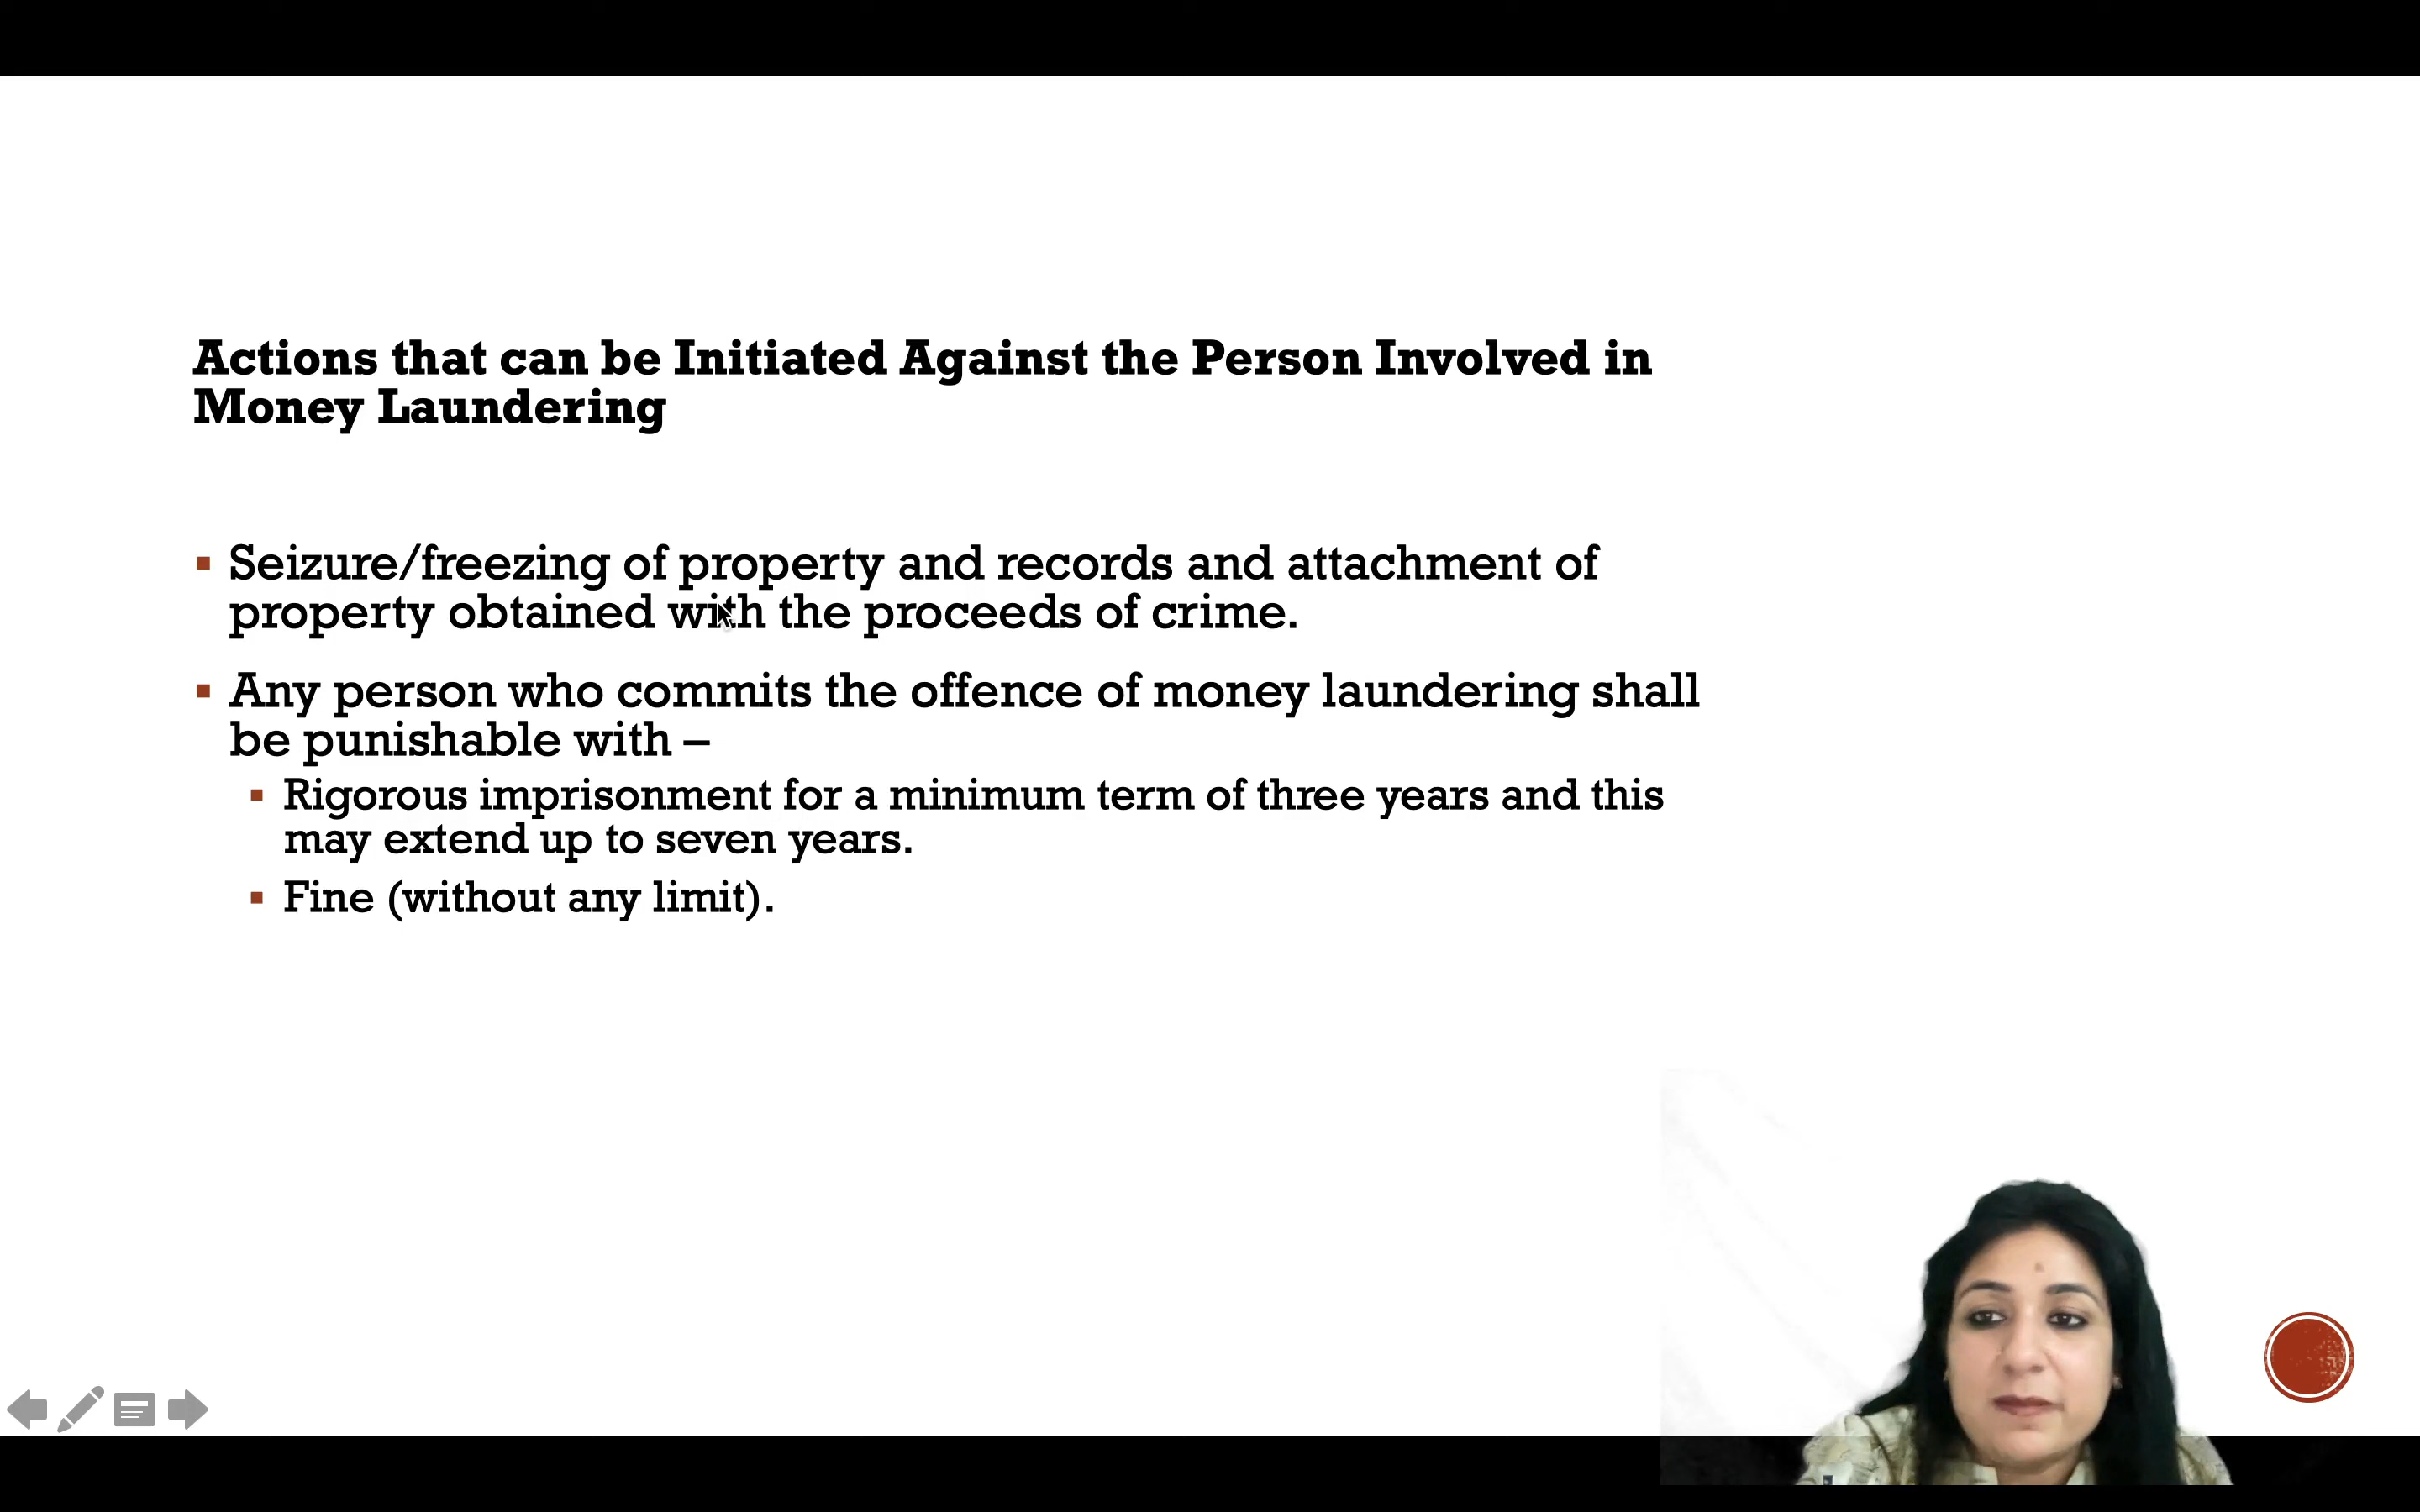 Actions that can be Initiated Against the Person Involved in
Money Laundering
Seizure/freezing of property and records and attachment of
property obtained with the proceeds of crime.
Any person who commits the offence of money laundering shall
be punishable with –
Rigorous imprisonment for a minimum term of three years and this
may extend up to seven years.
Fine (without any limit).